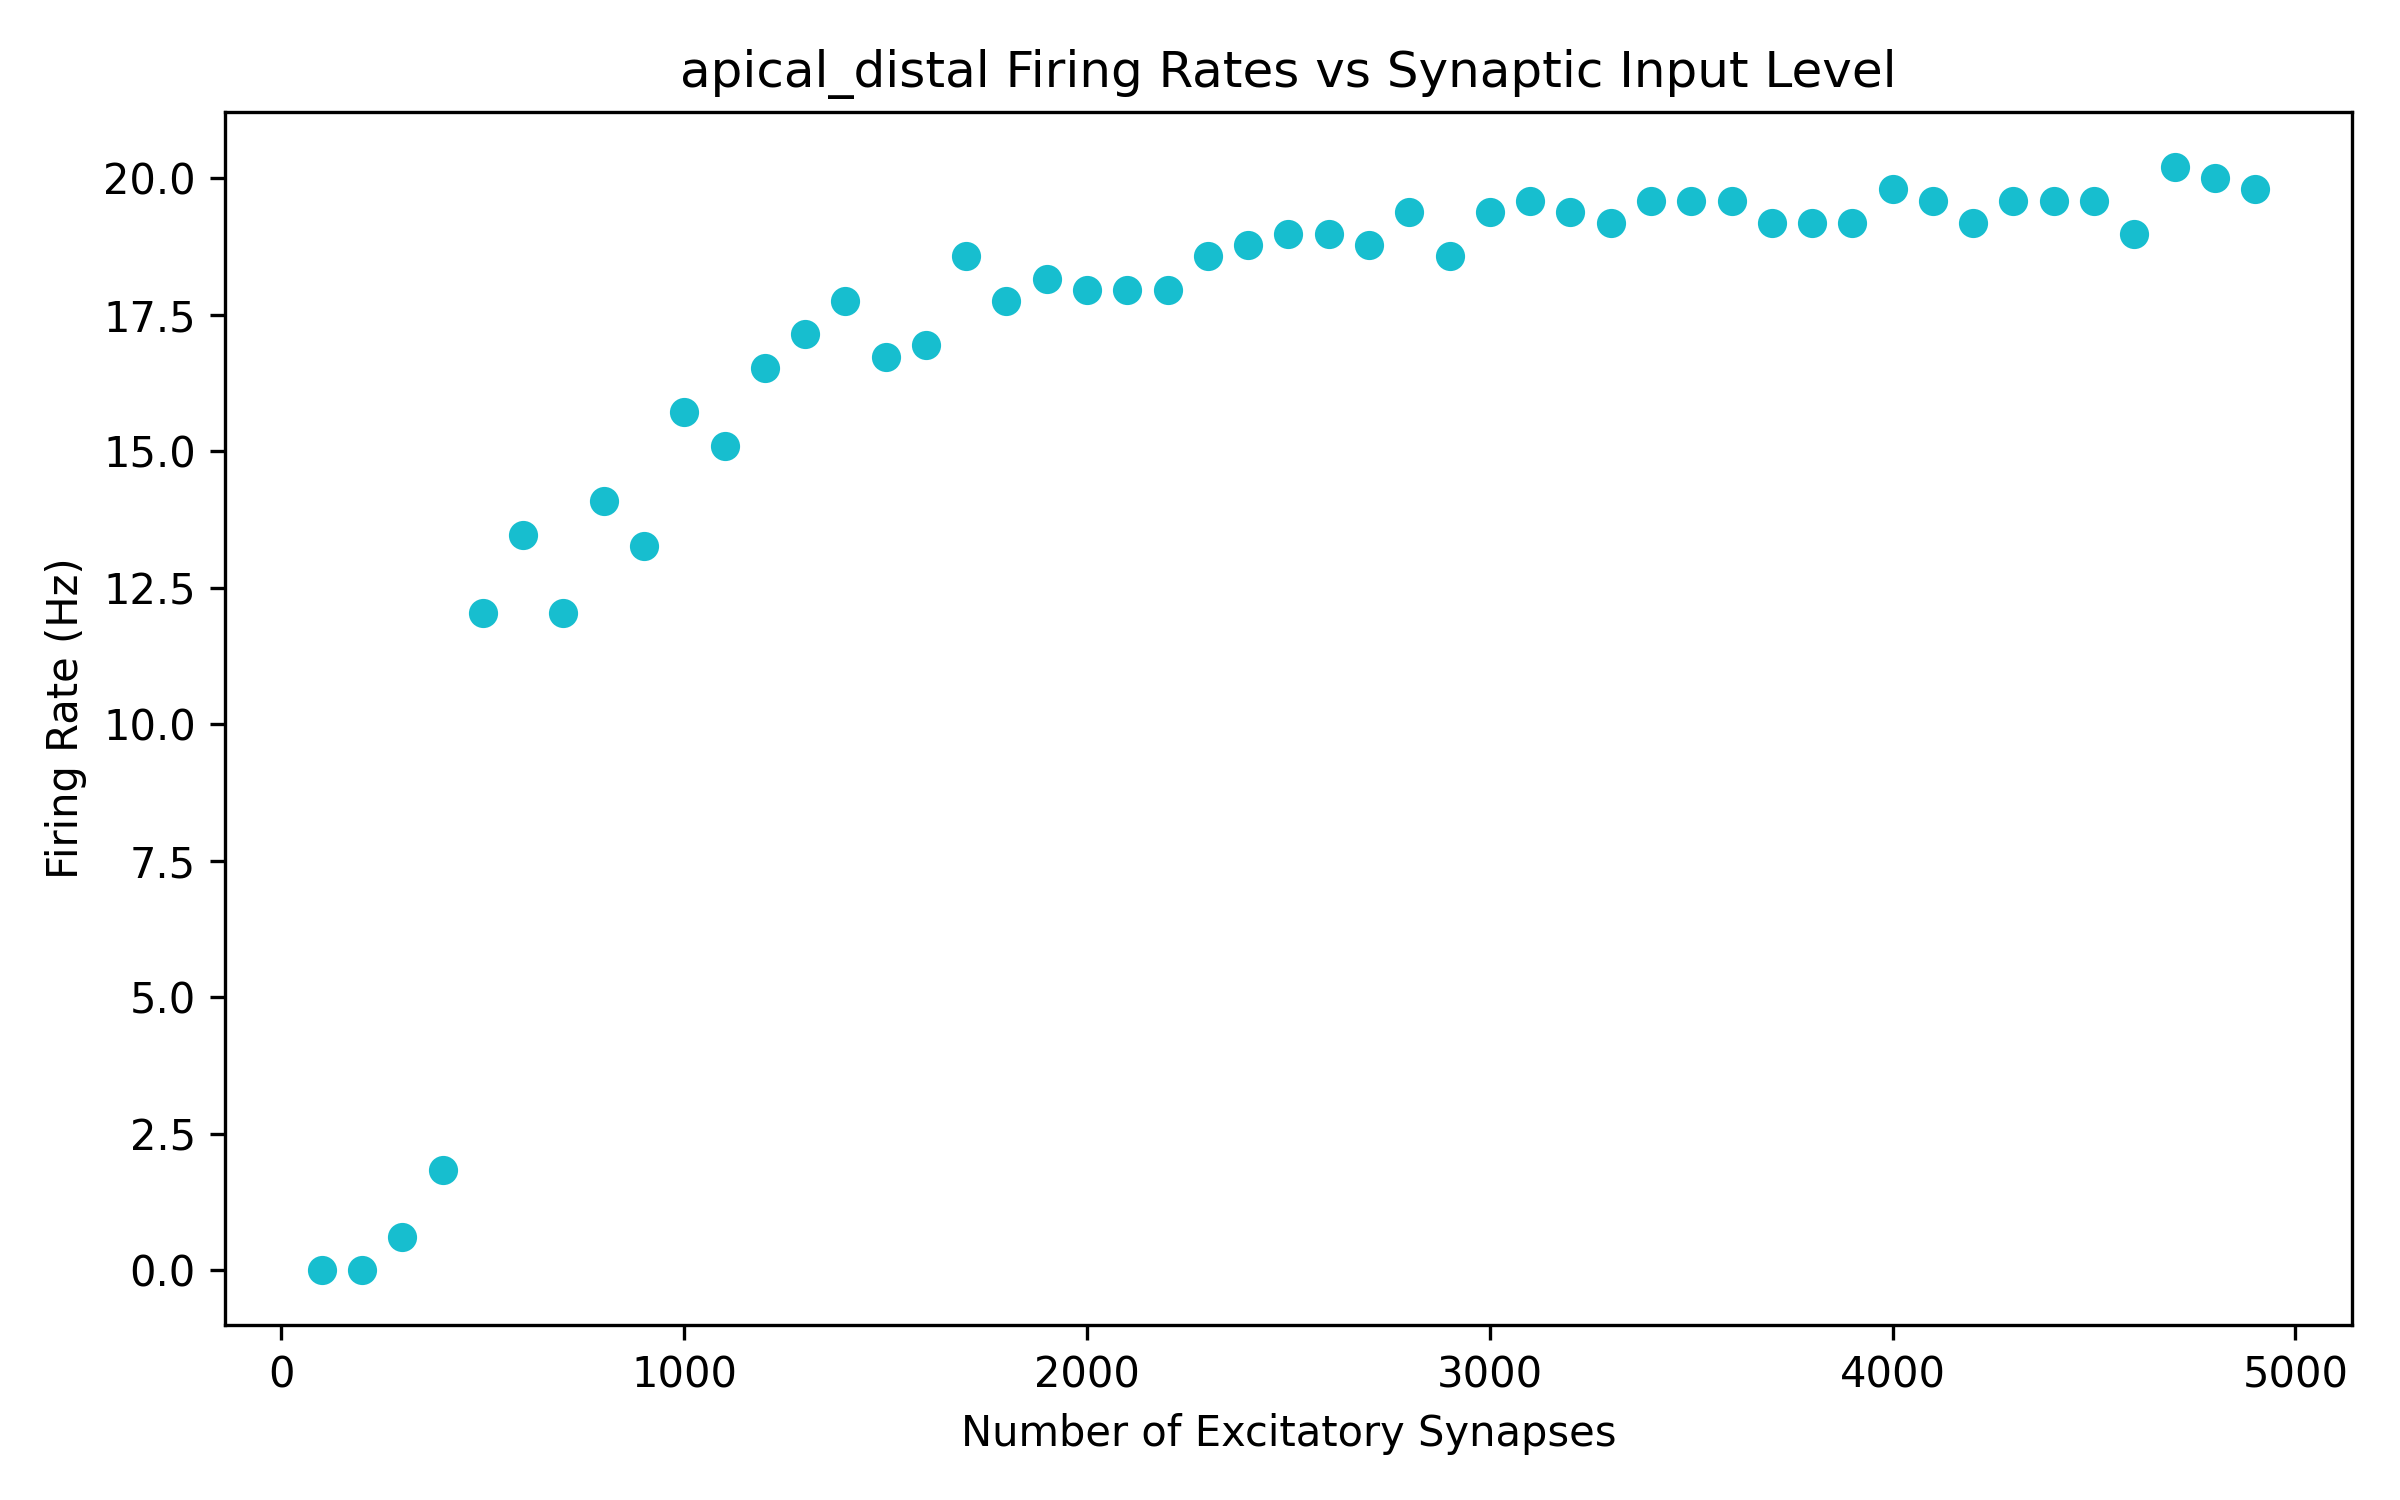 apical_distal Firing Rates vs Synaptic Input Level
20.0
17.5
15.0
12.5
10.0
7.5
5.0
2.5
0.0
Firing Rate (Hz)
0 1000 2000 3000 4000 5000
Number of Excitatory Synapses